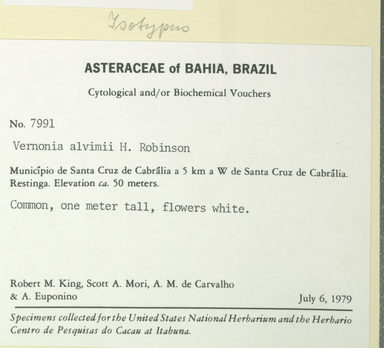 Isotypus
ASTERACEAE of BAHIA, BRAZIL
Cytological and/or Biochemical Vouchers
No. 7991
Vernonia alvimii H. Robinson
Município de Santa Cruz de Cabrália a 5 km a W de Santa Cruz de Cabrália.
Restinga. Elevation ca. 50 meters.
Common, one meter tall, flowers white.
Robert M. King, Scott A. Mori, A. M. de Carvalho
& A. Euponino July 6, 1979
Specimens collected for the United States National Herbarium and the Herbario
Centro de Pesquisas do Cacau at Itabuna.